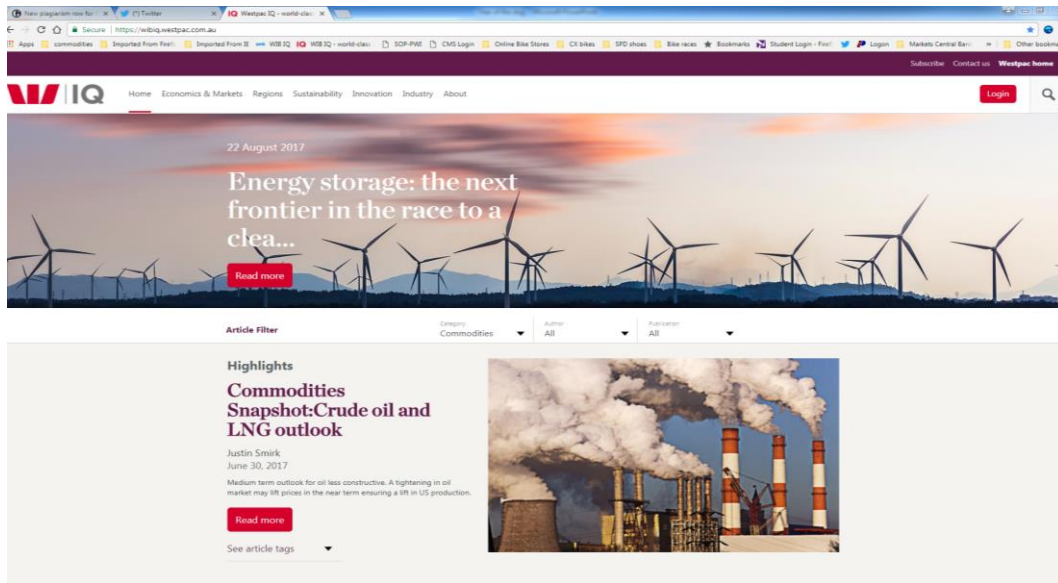 New plagiarism row for
Twitter
Westpac IQ - world-clas
Secure | https://wibiq.westpac.com.au
Apps commodities Imported From Firef Imported From IE WIB IQ WIB IQ - world-class SOP-PWE CMS Login Online Bike Stores CX bikes SPD shoes Bike races Bookmarks Student Login - Firef Logon Markets Central Ban » Other bookma
Subscribe Contact us Westpac home
IQ
Home Economics & Markets Regions Sustainability Innovation Industry About
Login
22 August 2017
Energy storage: the next
frontier in the race to a
clea...
Read more
Article Filter
Category Author Publication
Commodities All All
Highlights
Commodities
Snapshot:Crude oil and
LNG outlook
Justin Smirk
June 30, 2017
Medium term outlook for oil less constructive. A tightening in oil
market may lift prices in the near term ensuring a lift in US production.
Read more
See article tags